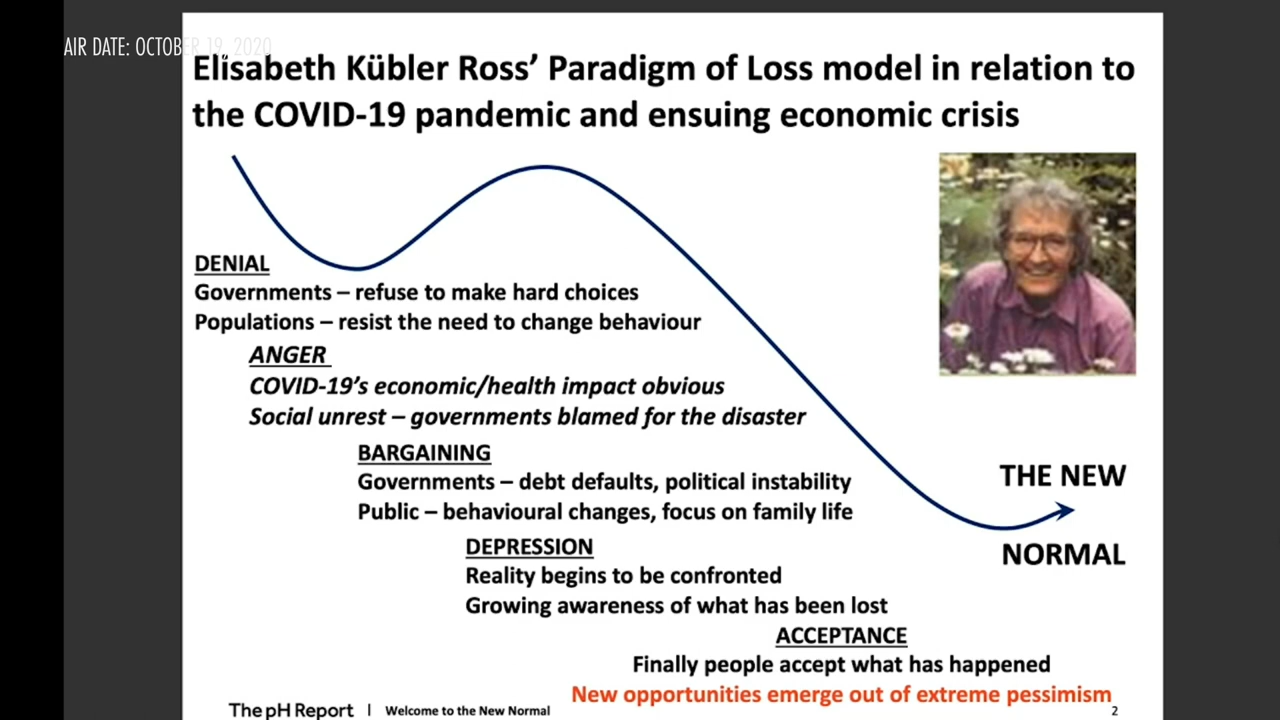 AIR DATE: OCTOBER 19, 2020
Elisabeth Kübler Ross’ Paradigm of Loss model in relation to
the COVID-19 pandemic and ensuing economic crisis
DENIAL
Governments – refuse to make hard choices
Populations – resist the need to change behaviour
ANGER
COVID-19’s economic/health impact obvious
Social unrest – governments blamed for the disaster
BARGAINING
Governments – debt defaults, political instability
Public – behavioural changes, focus on family life
THE NEW
NORMAL
DEPRESSION
Reality begins to be confronted
Growing awareness of what has been lost
ACCEPTANCE
Finally people accept what has happened
New opportunities emerge out of extreme pessimism
The pH Report | Welcome to the New Normal
2